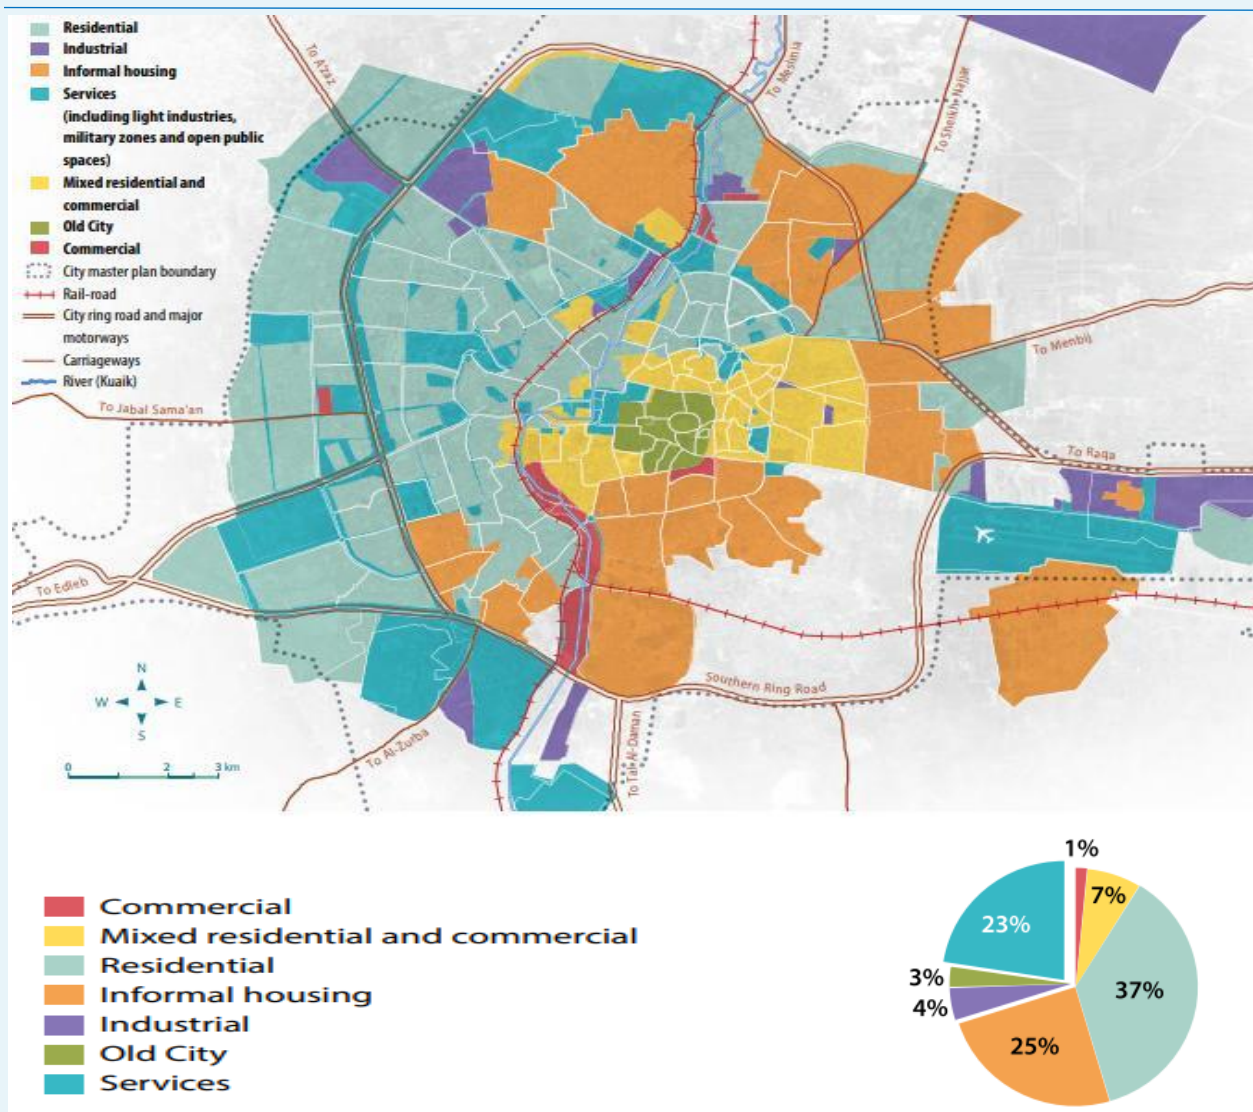 Residential
Industrial
Informal housing
Services
(including light industries,
military zones and open public
spaces)
Mixed residential and
commercial
Old City
Commercial
City master plan boundary
Rail-road
City ring road and major
motorways
Carriageways
River (Kuaik)
To A'zaz
To Meslmia
To Sheikh Najjar
To Menbij
To Jabal Sama'an
To Raqa
To Edleb
Southern Ring Road
To Al-Zurba
To Tal Al-Daman
N
W
E
S
0
2
3 km
1%
7%
23%
3%
37%
4%
25%
Commercial
Mixed residential and commercial
Residential
Informal housing
Industrial
Old City
Services